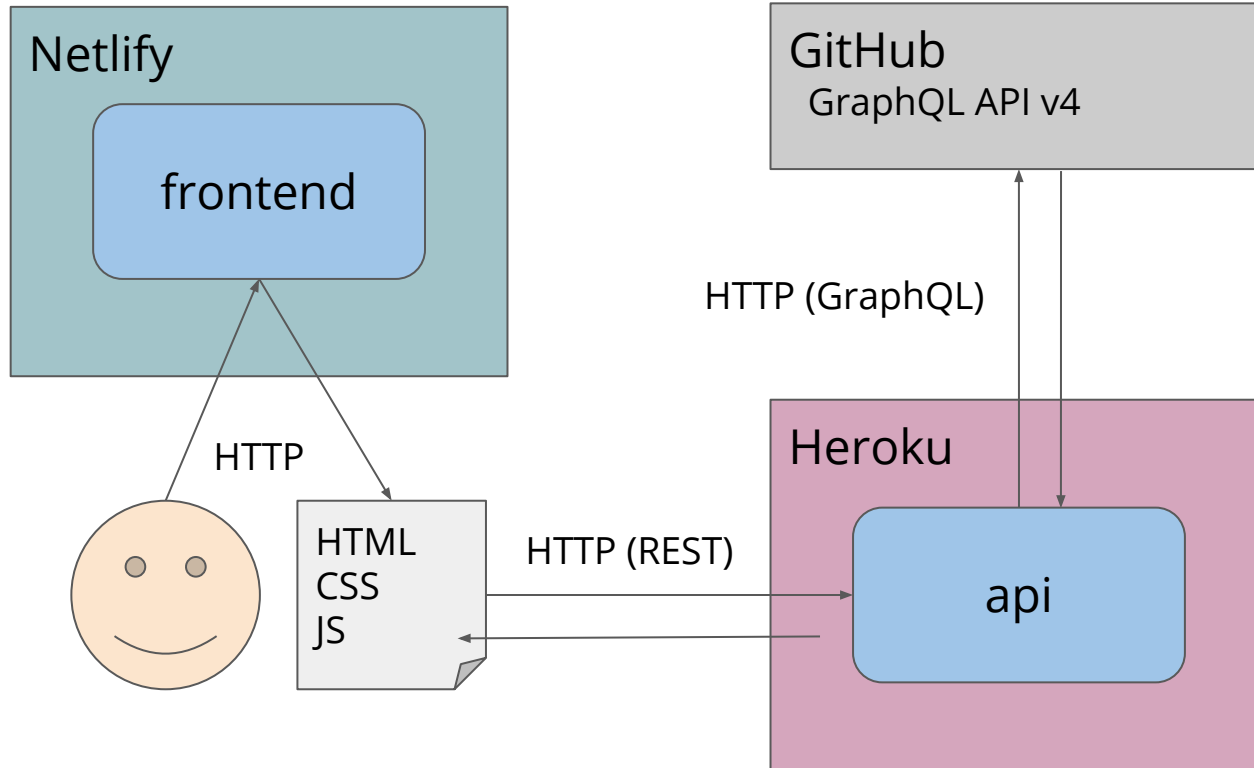 Netlify
frontend
GitHub
GraphQL API v4
HTTP (GraphQL)
HTTP
HTML
CSS
JS
HTTP (REST)
Heroku
api